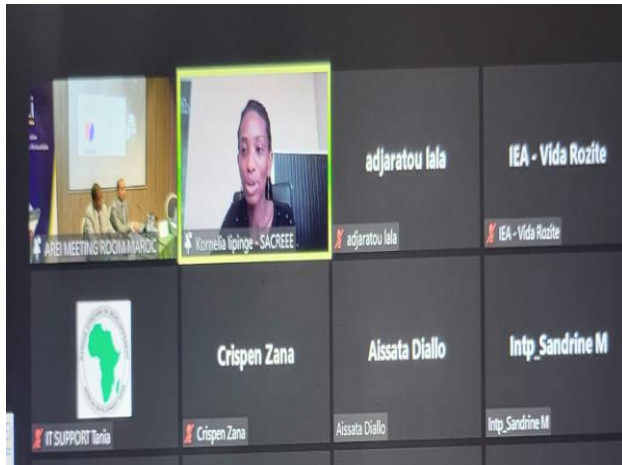 adjaratou lala
IEA - Vida Rozite
AREI MEETING ROOM MAROC
Kornelia Iipinge - SACREEE
adjaratou lala
IEA - Vida Rozite
Crispen Zana
Aissata Diallo
Intp_Sandrine M
IT SUPPORT Tania
Crispen Zana
Aissata Diallo
Intp_Sandrine M